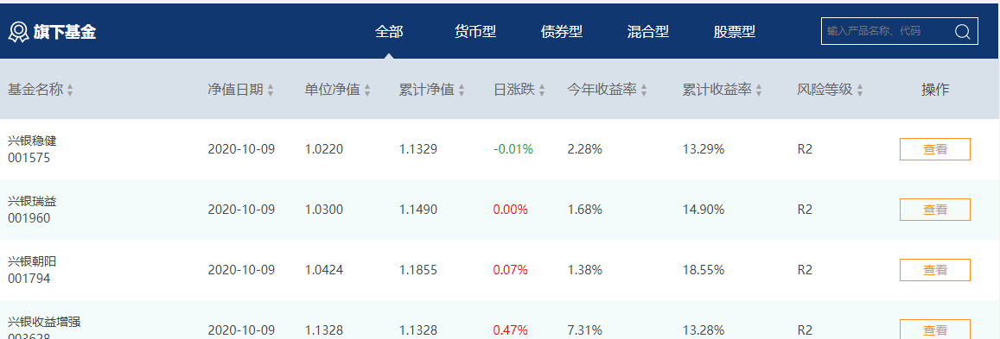 旗下基金 全部 货币型 债券型 混合型 股票型 输入产品名称、代码
基金名称 净值日期 单位净值 累计净值 日涨跌 今年收益率 累计收益率 风险等级 操作
兴银稳健
001575 2020-10-09 1.0220 1.1329 -0.01% 2.28% 13.29% R2 查看
兴银瑞益
001960 2020-10-09 1.0300 1.1490 0.00% 1.68% 14.90% R2 查看
兴银朝阳
001794 2020-10-09 1.0424 1.1855 0.07% 1.38% 18.55% R2 查看
兴银收益增强
003628 2020-10-09 1.1328 1.1328 0.47% 7.31% 13.28% R2 查看